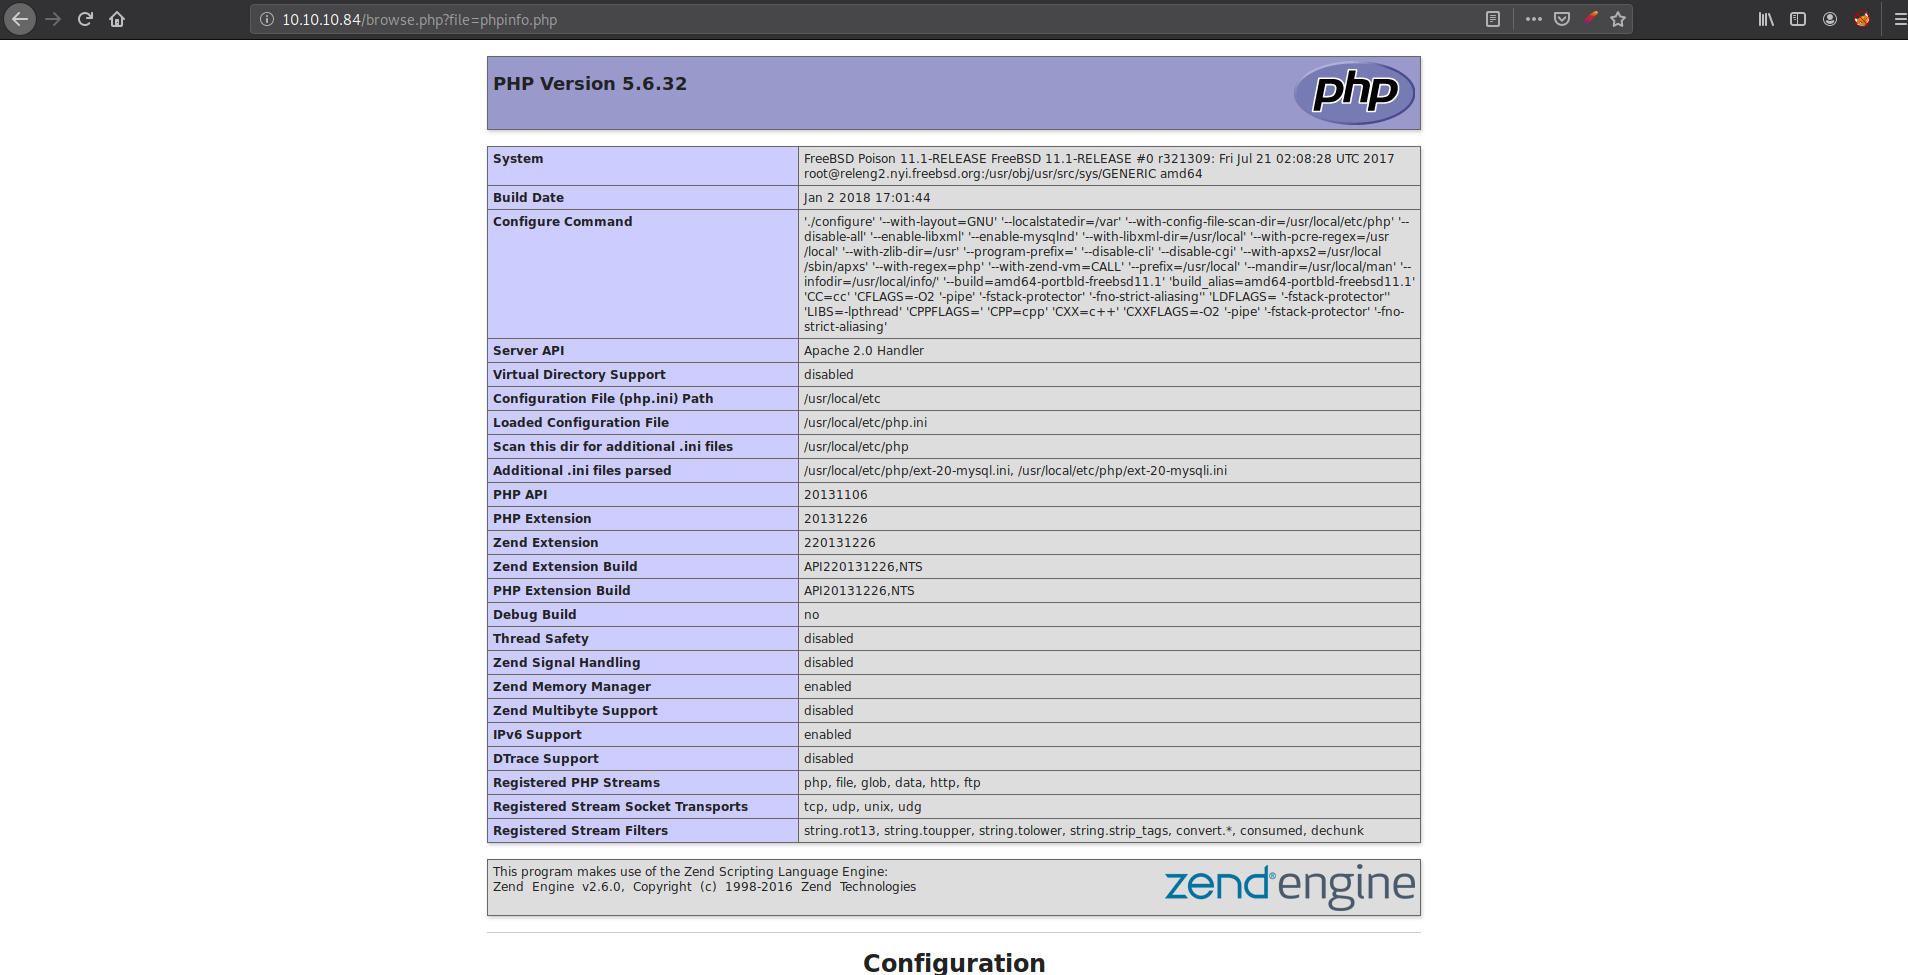 10.10.10.84/browse.php?file=phpinfo.php
PHP Version 5.6.32
php
System
FreeBSD Poison 11.1-RELEASE FreeBSD 11.1-RELEASE #0 r321309: Fri Jul 21 02:08:28 UTC 2017
root@releng2.nyi.freebsd.org:/usr/obj/usr/src/sys/GENERIC amd64
Build Date
Jan 2 2018 17:01:44
Configure Command
'./configure' '--with-layout=GNU' '--localstatedir=/var' '--with-config-file-scan-dir=/usr/local/etc/php' '--
disable-all' '--enable-libxml' '--enable-mysqlnd' '--with-libxml-dir=/usr/local' '--with-pcre-regex=/usr
/local' '--with-zlib-dir=/usr' '--program-prefix=' '--disable-cli' '--disable-cgi' '--with-apxs2=/usr/local
/sbin/apxs' '--with-regex=php' '--with-zend-vm=CALL' '--prefix=/usr/local' '--mandir=/usr/local/man' '--
infodir=/usr/local/info/' '--build=amd64-portbld-freebsd11.1' 'build_alias=amd64-portbld-freebsd11.1'
'CC=cc' 'CFLAGS=-O2 '-pipe' '-fstack-protector' '-fno-strict-aliasing'' 'LDFLAGS= '-fstack-protector''
'LIBS=-lpthread' 'CPPFLAGS=' 'CPP=cpp' 'CXX=c++' 'CXXFLAGS=-O2 '-pipe' '-fstack-protector' '-fno-
strict-aliasing'
Server API
Apache 2.0 Handler
Virtual Directory Support
disabled
Configuration File (php.ini) Path
/usr/local/etc
Loaded Configuration File
/usr/local/etc/php.ini
Scan this dir for additional .ini files
/usr/local/etc/php
Additional .ini files parsed
/usr/local/etc/php/ext-20-mysql.ini, /usr/local/etc/php/ext-20-mysqli.ini
PHP API
20131106
PHP Extension
20131226
Zend Extension
220131226
Zend Extension Build
API220131226,NTS
PHP Extension Build
API20131226,NTS
Debug Build
no
Thread Safety
disabled
Zend Signal Handling
disabled
Zend Memory Manager
enabled
Zend Multibyte Support
disabled
IPv6 Support
enabled
DTrace Support
disabled
Registered PHP Streams
php, file, glob, data, http, ftp
Registered Stream Socket Transports
tcp, udp, unix, udg
Registered Stream Filters
string.rot13, string.toupper, string.tolower, string.strip_tags, convert.*, consumed, dechunk
This program makes use of the Zend Scripting Language Engine:
Zend Engine v2.6.0, Copyright (c) 1998-2016 Zend Technologies
zend®engine
Configuration